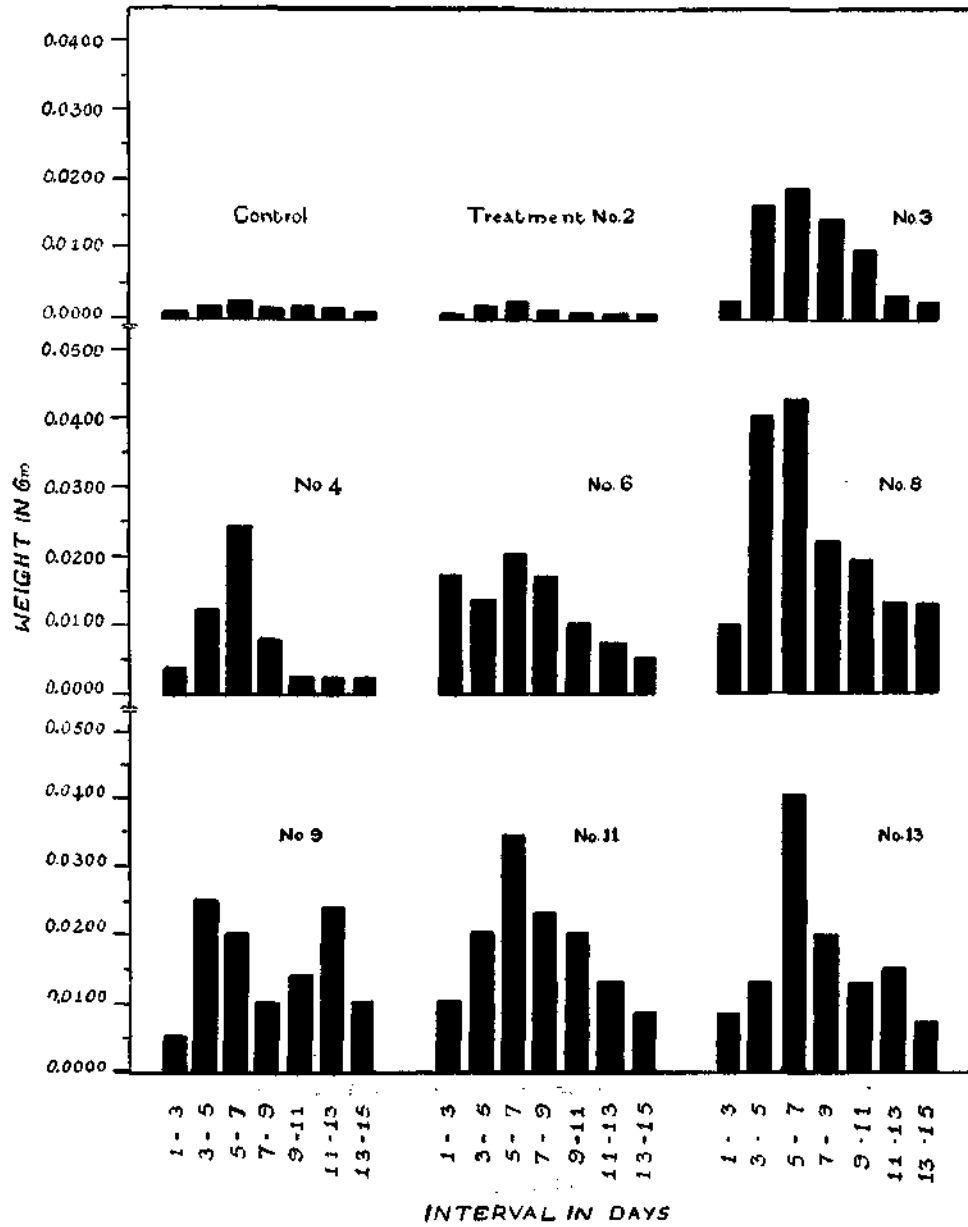 0.0400
0.0300
0.0200
0.0100
0.0000
Control
Treatment No.2
No.3
0.0500
0.0400
0.0300
0.0200
0.0100
0.0000
No 4
No. 6
No. 8
WEIGHT IN Gm
0.0500
0.0400
0.0300
0.0200
0.0100
0.0000
No 9
No. 11
No. 13
1 - 3
3 - 5
5 - 7
7 - 9
9 - 11
11 - 13
13 - 15
1 - 3
3 - 5
5 - 7
7 - 9
9 - 11
11 - 13
13 - 15
1 - 3
3 - 5
5 - 7
7 - 9
9 - 11
11 - 13
13 - 15
INTERVAL IN DAYS